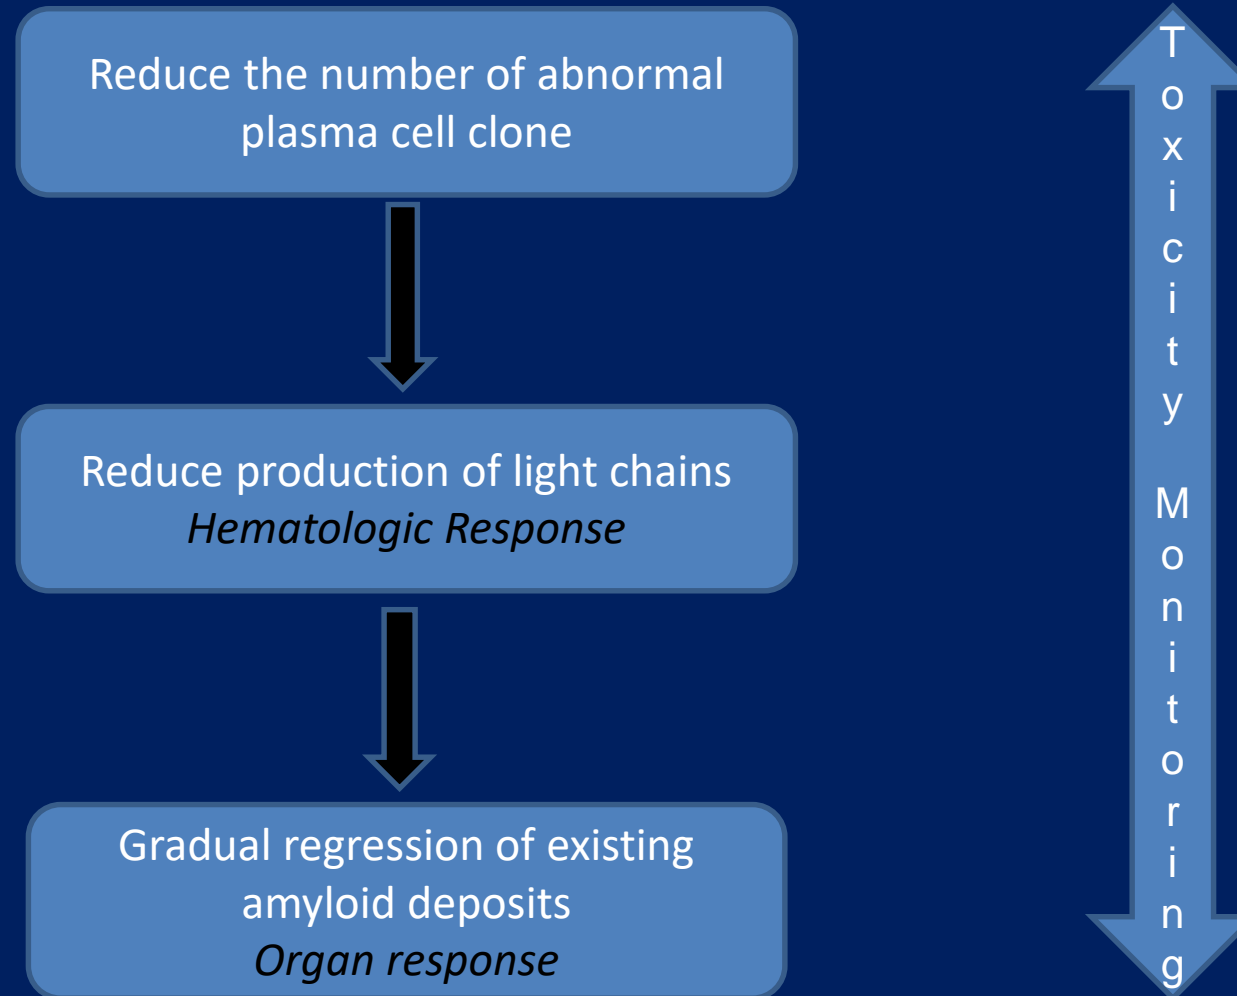 Reduce the number of abnormal
plasma cell clone
Reduce production of light chains
Hematologic Response
Gradual regression of existing
amyloid deposits
Organ response
Toxicity Monitoring